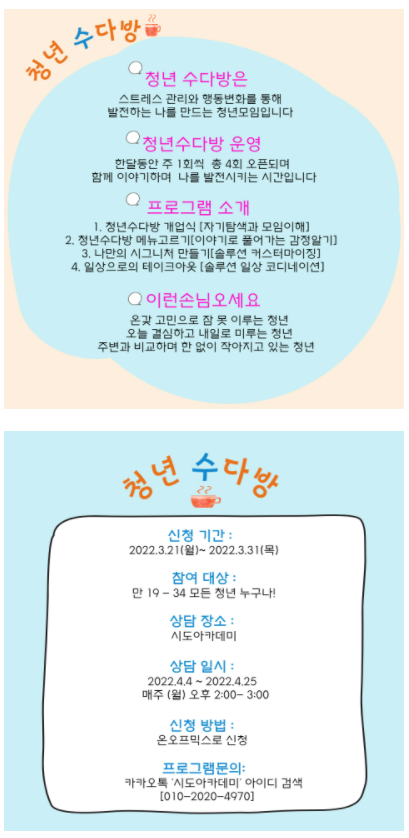 청년 수다방
청년 수다방은
스트레스 관리와 행동변화를 통해
발전하는 나를 만드는 청년모임입니다
청년수다방 운영
한달동안 주 1회씩 총 4회 오픈되며
함께 이야기하며 나를 발전시키는 시간입니다
프로그램 소개
1. 청년수다방 개업식 [자기탐색과 모임이해]
2. 청년수다방 메뉴고르기[이야기로 풀어가는 감정알기]
3. 나만의 시그니처 만들기[솔루션 커스터마이징]
4. 일상으로의 테이크아웃 [솔루션 일상 코디네이션]
이런손님오세요
온갖 고민으로 잠 못 이루는 청년
오늘 결심하고 내일로 미루는 청년
주변과 비교하며 한 없이 작아지고 있는 청년
청년 수다방
신청 기간 :
2022.3.21(월)~ 2022.3.31(목)
참여 대상 :
만 19 - 34 모든 청년 누구나!
상담 장소 :
시도아카데미
상담 일시 :
2022.4.4 ~ 2022.4.25
매주 (월) 오후 2:00- 3:00
신청 방법 :
온오프믹스로 신청
프로그램문의:
카카오톡 '시도아카데미' 아이디 검색
[010-2020-4970]